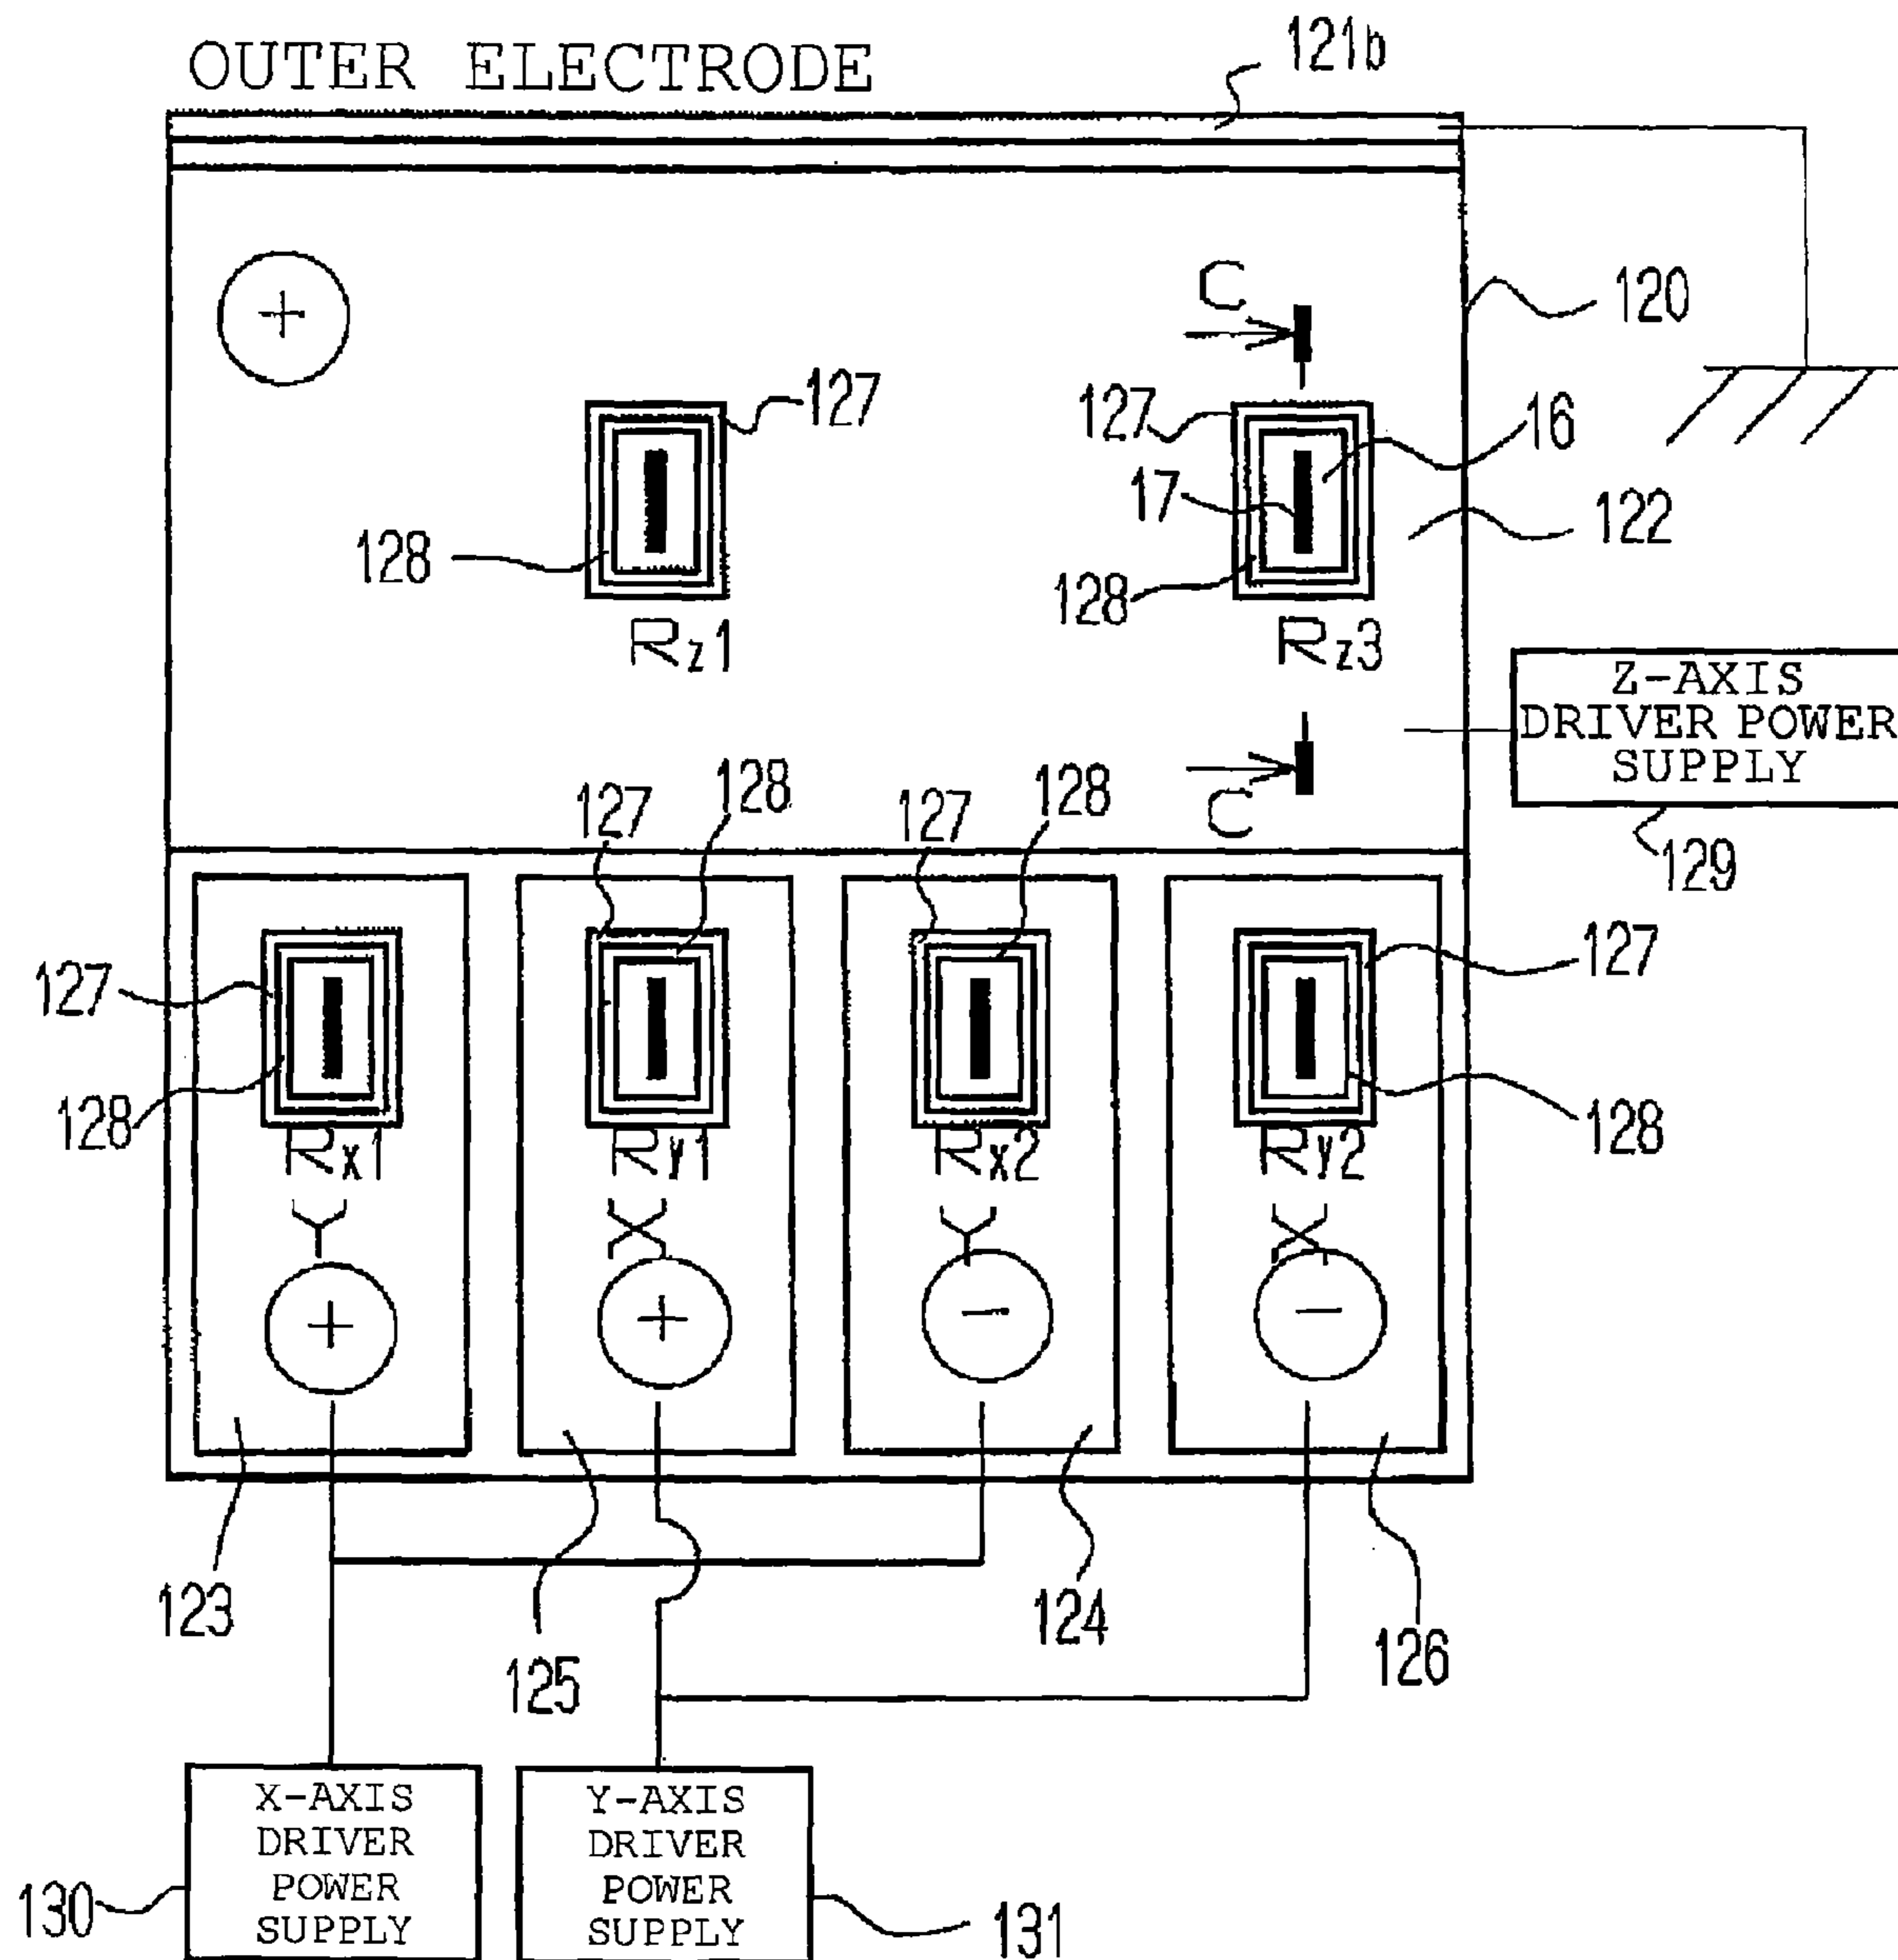 121b
OUTER ELECTRODE
+
C
120
127
127
16
17
122
128
128
Rz1
Rz3
Z-AXIS
DRIVER POWER
SUPPLY
C
129
127
128
127
128
127
127
128
128
Rx1
Ry1
Rx2
Ry2
Y
X
Y
X
+
+
−
−
123
125
124
126
X-AXIS
DRIVER
POWER
SUPPLY
Y-AXIS
DRIVER
POWER
SUPPLY
130
131